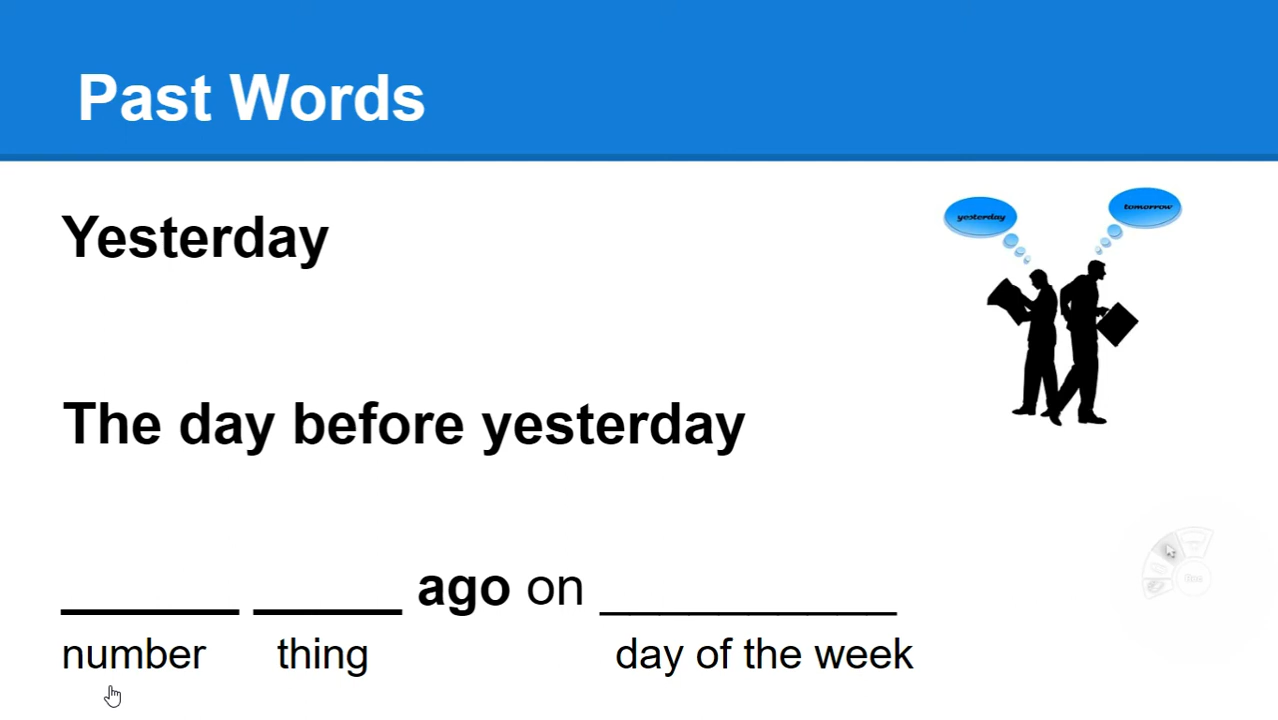 Past Words
yesterday
tomorrow
Yesterday
The day before yesterday
______ _____ ago on ___________
number thing day of the week